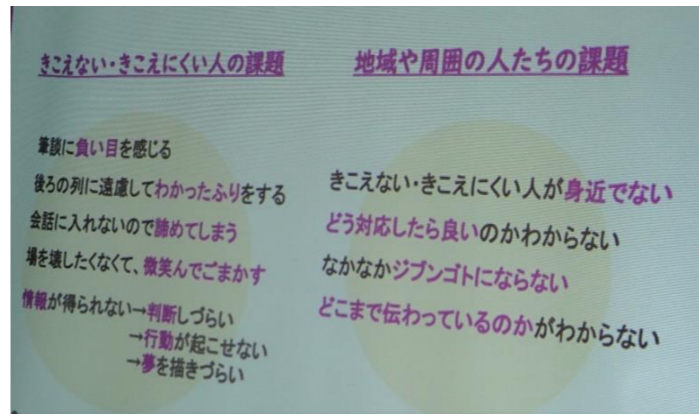 きこえない・きこえにくい人の課題
筆談に負い目を感じる
後ろの列に遠慮してわかったふりをする
会話に入れないので諦めてしまう
場を壊したくなくて、微笑んでごまかす
情報が得られない→判断しづらい
→行動が起こせない
→夢を描きづらい
地域や周囲の人たちの課題
きこえない・きこえにくい人が身近でない
どう対応したら良いのかわからない
なかなかジブンゴトにならない
どこまで伝わっているのかがわからない